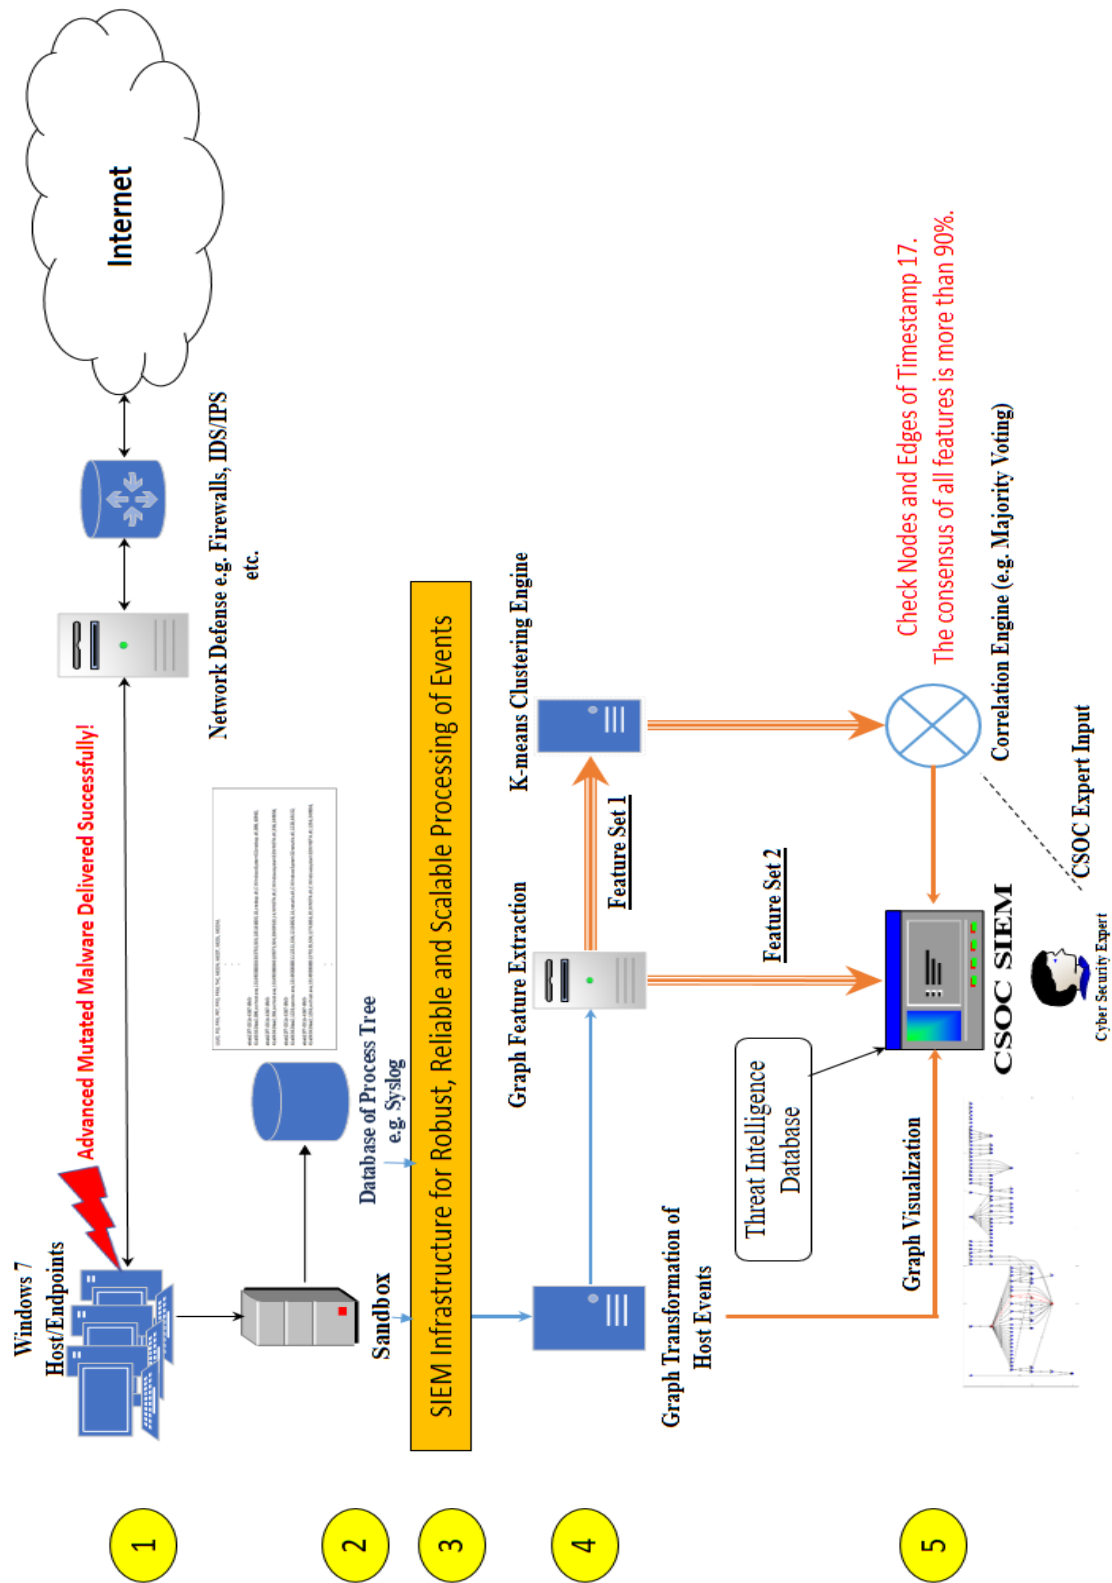 1
Windows 7
Host/Endpoints
Advanced Mutated Malware Delivered Successfully!
Network Defense e.g. Firewalls, IDS/IPS
etc.
Internet
2
Sandbox
Database of Process Tree
e.g. Syslog
3
SIEM Infrastructure for Robust, Reliable and Scalable Processing of Events
4
Graph Transformation of
Host Events
Graph Feature Extraction
Feature Set 1
K-means Clustering Engine
5
Graph Visualization
Threat Intelligence
Database
Feature Set 2
CSOC SIEM
Cyber Security Expert
CSOC Expert Input
Correlation Engine (e.g. Majority Voting)
Check Nodes and Edges of Timestamp 17.
The consensus of all features is more than 90%.